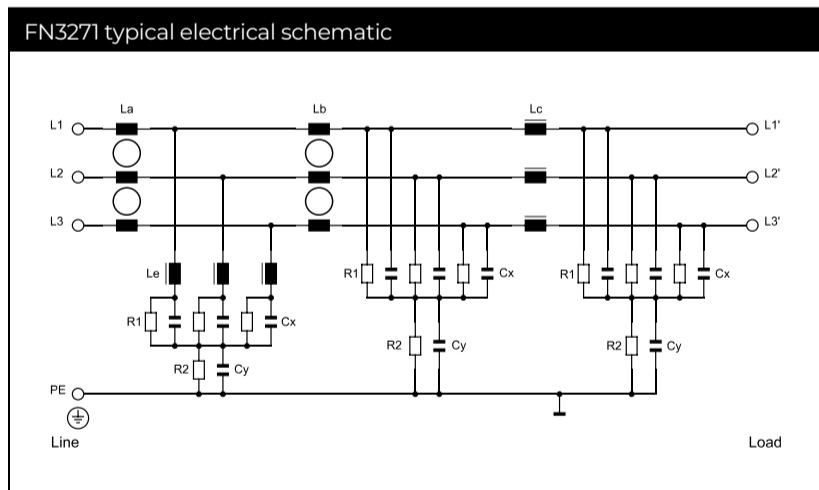 FN3271 typical electrical schematic
La Lb Lc
L1 L1'
L2 L2'
L3 L3'
Le R1 Cx R1 Cx
R1 Cx
R2 Cy R2 Cy
R2 Cy
PE
Line Load